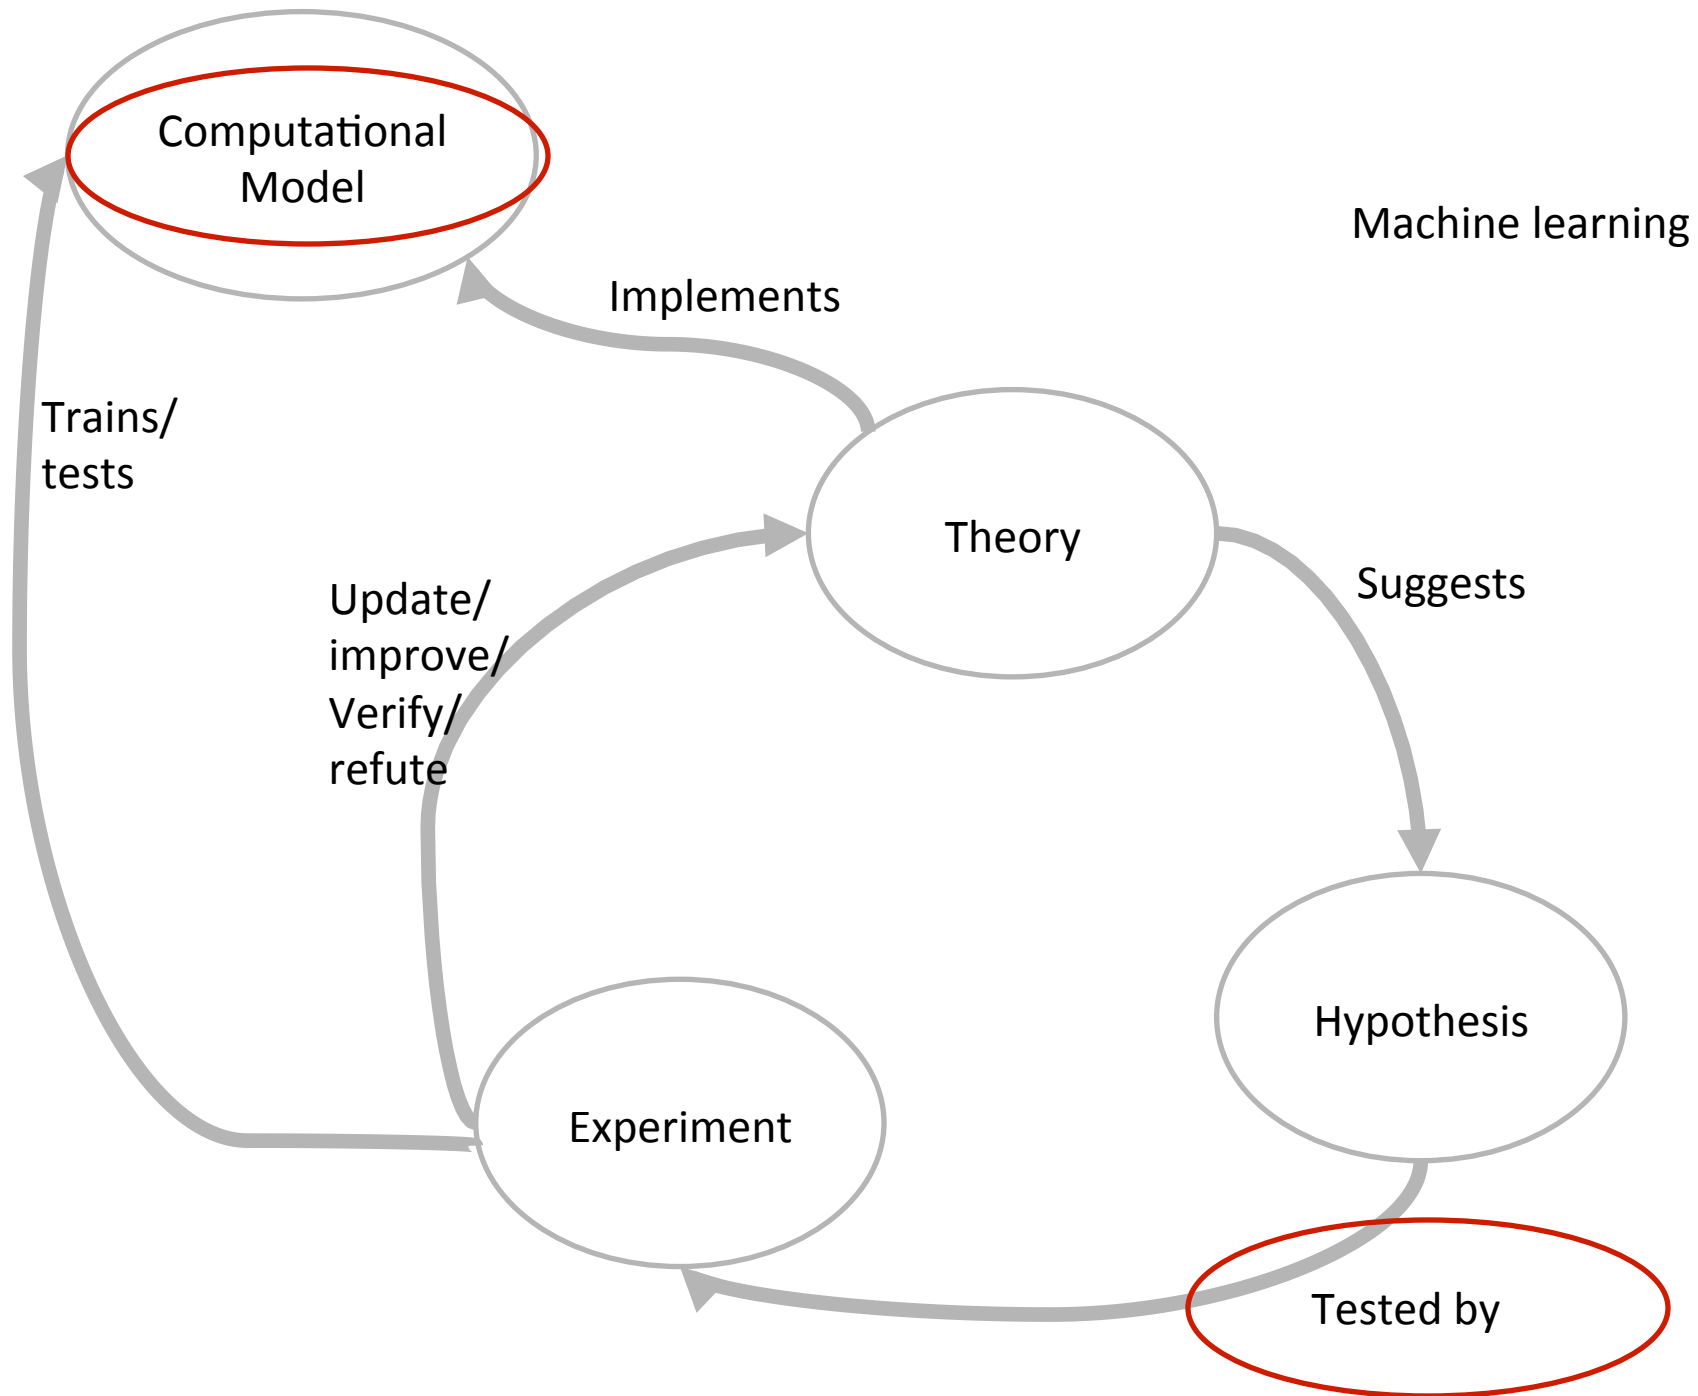 Computational
Model
Machine learning
Implements
Trains/
tests
Theory
Update/
improve/
Verify/
refute
Suggests
Hypothesis
Experiment
Tested by